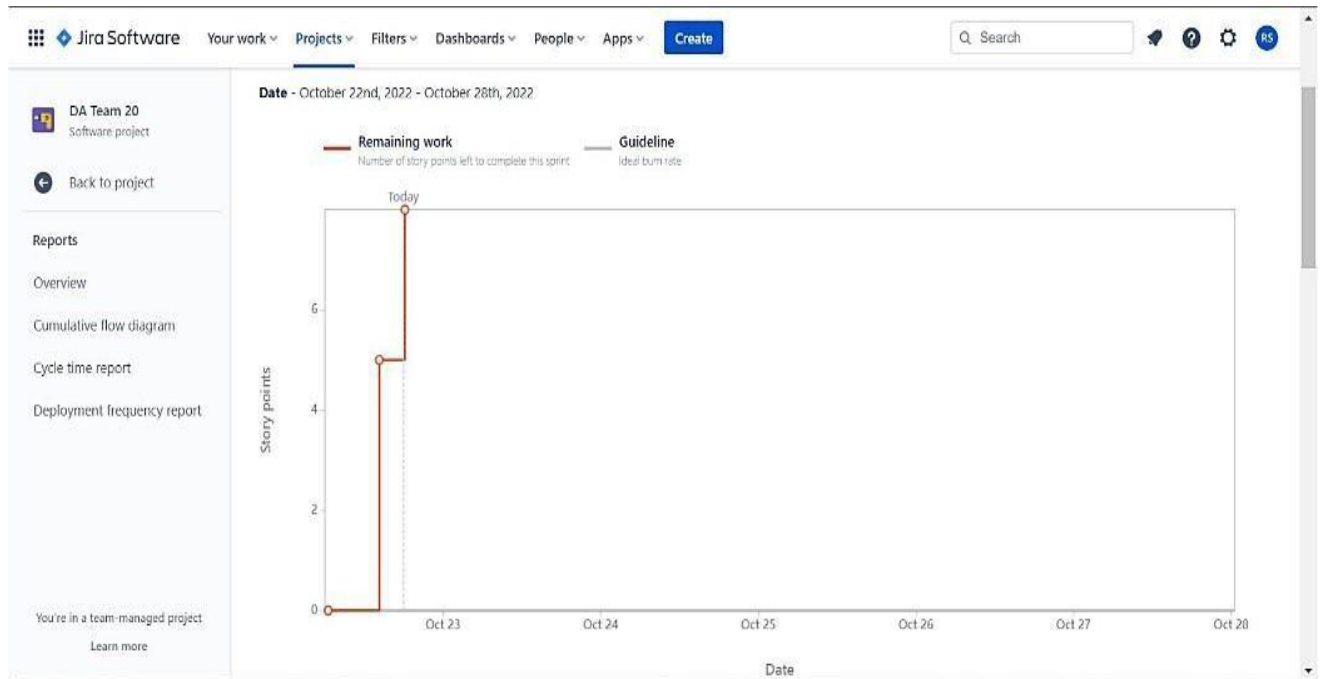 Jira Software Your work Projects Filters Dashboards People Apps Create Search RS
DA Team 20
Software project
Back to project
Reports
Overview
Cumulative flow diagram
Cycle time report
Deployment frequency report
You're in a team-managed project
Learn more
Date - October 22nd, 2022 - October 28th, 2022
Remaining work
Number of story points left to complete this sprint
Guideline
Ideal burn rate
Today
Story points
6
4
2
0
Oct 23 Oct 24 Oct 25 Oct 26 Oct 27 Oct 28
Date